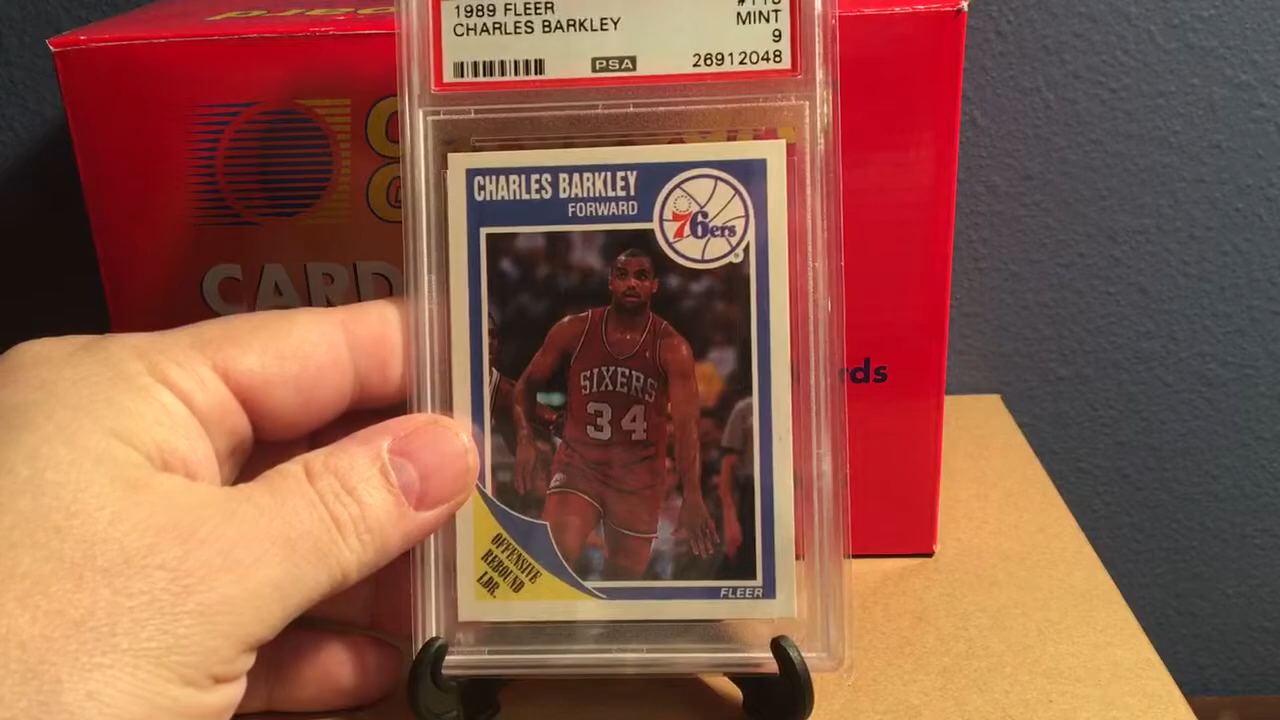 1989 FLEER
CHARLES BARKLEY
MINT
9
PSA
26912048
CHARLES BARKLEY
FORWARD
76ers
SIXERS
34
OFFENSIVE
REBOUND
LDR.
FLEER
CARD
rds